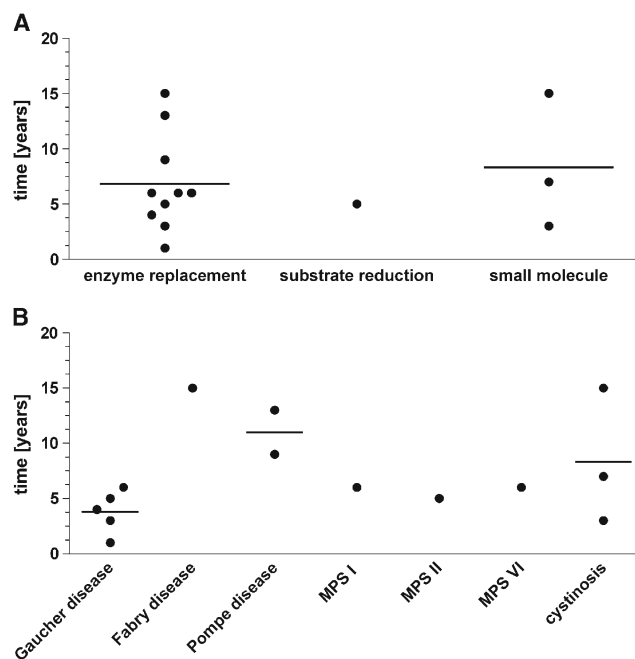 A
20
15
10
5
0
time [years]
enzyme replacement
substrate reduction
small molecule
B
20
15
10
5
0
time [years]
Gaucher disease
Fabry disease
Pompe disease
MPS I
MPS II
MPS VI
cystinosis